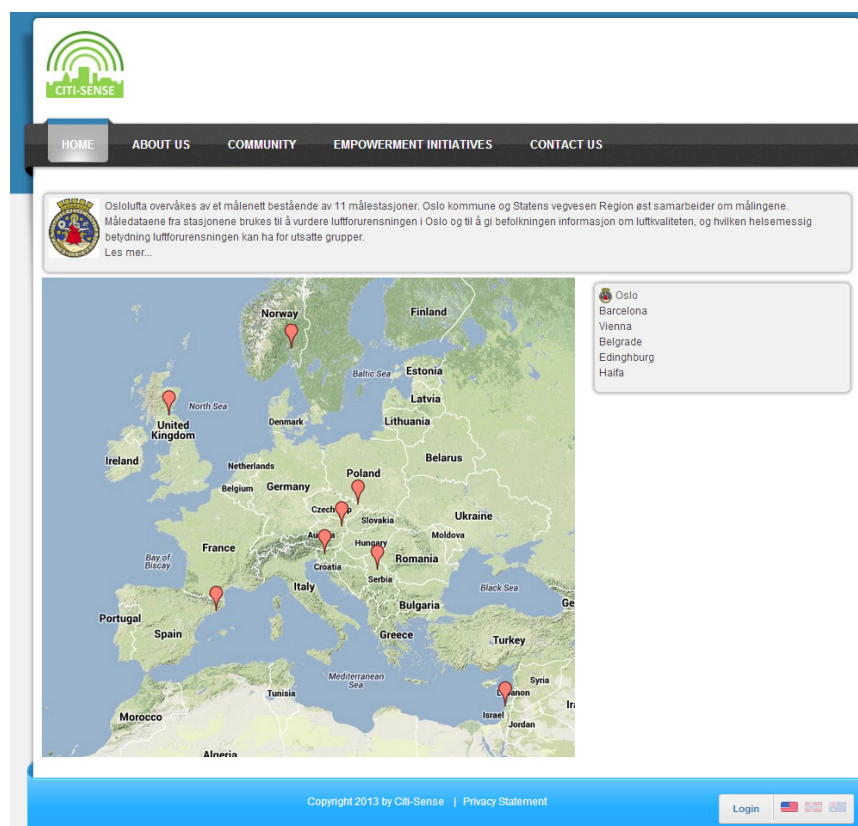 CITI-SENSE
HOME ABOUT US COMMUNITY EMPOWERMENT INITIATIVES CONTACT US
Oslolufta overvåkes av et målenett bestående av 11 målestasjoner. Oslo kommune og Statens vegvesen Region øst samarbeider om målingene.
Måledataene fra stasjonene brukes til å vurdere luftforurensningen i Oslo og til å gi befolkningen informasjon om luftkvaliteten, og hvilken helsemessig
betydning luftforurensningen kan ha for utsatte grupper.
Les mer...
Oslo
Barcelona
Vienna
Belgrade
Edinghburg
Haifa
Norway
Finland
Baltic Sea
Estonia
Latvia
North Sea
Denmark
Lithuania
United
Kingdom
Ireland
Belarus
Netherlands
Poland
Belgium
Germany
Czech
Slovakia
Ukraine
Moldova
Hungary
France
Romania
Bay of
Biscay
Croatia
Serbia
Italy
Black Sea
Bulgaria
Ge
Portugal
Spain
Greece
Turkey
Mediterranean
Sea
Syria
Tunisia
Ira
Morocco
Israel
Jordan
Algeria
Copyright 2013 by Citi-Sense | Privacy Statement
Login